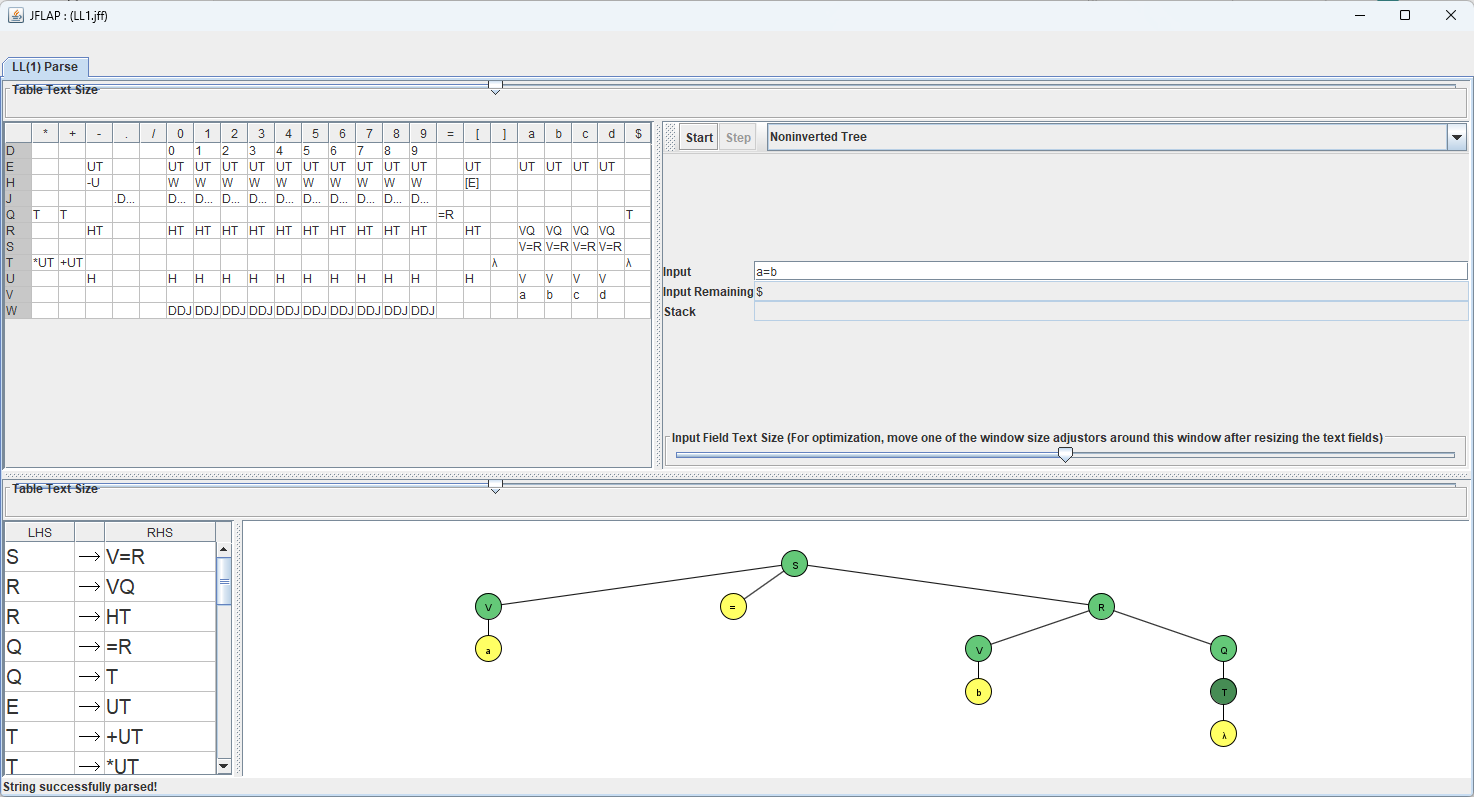 JFLAP : (LL1.jff)
LL(1) Parse
Table Text Size
* + - . / 0 1 2 3 4 5 6 7 8 9 = [ ] a b c d $
D 0 1 2 3 4 5 6 7 8 9
E UT UT UT UT UT UT UT UT UT UT UT UT UT UT UT UT
H -U W W W W W W W W W W [E]
J .D... D... D... D... D... D... D... D... D... D... D...
Q T T =R T
R HT HT HT HT HT HT HT HT HT HT HT HT VQ VQ VQ VQ
S V=R V=R V=R V=R
T *UT +UT λ λ
U H H H H H H H H H H H H V V V V
V a b c d
W DDJ DDJ DDJ DDJ DDJ DDJ DDJ DDJ DDJ DDJ
Start Step Noninverted Tree
Input a=b
Input Remaining $
Stack
Input Field Text Size (For optimization, move one of the window size adjustors around this window after resizing the text fields)
Table Text Size
LHS RHS
S → V=R
R → VQ
R → HT
Q → =R
Q → T
E → UT
T → +UT
T → *UT
S
V = R
a V Q
b T
λ
String successfully parsed!